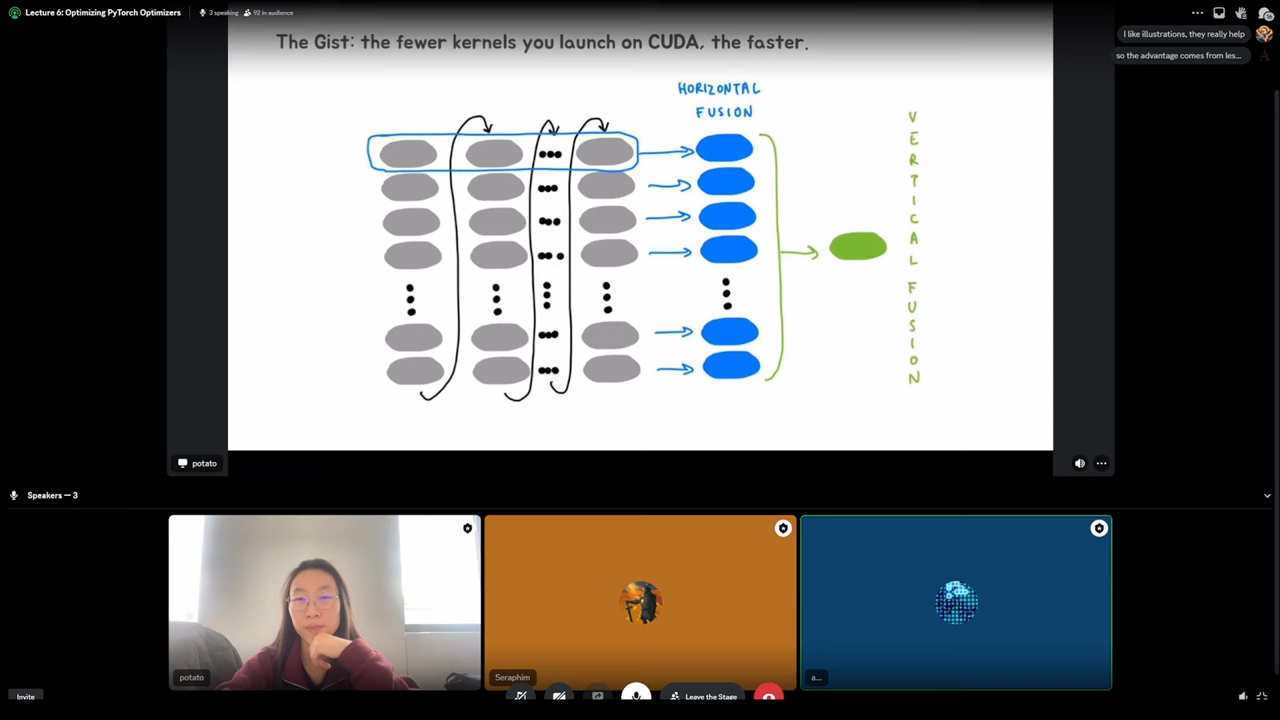 Lecture 6: Optimizing PyTorch Optimizers
3 speaking
92 in audience
I like illustrations, they really help
so the advantage comes from les...
The Gist: the fewer kernels you launch on CUDA, the faster.
HORIZONTAL
FUSION
VERTICAL FUSION
potato
Speakers — 3
potato
Seraphim
a...
Invite
Leave the Stage